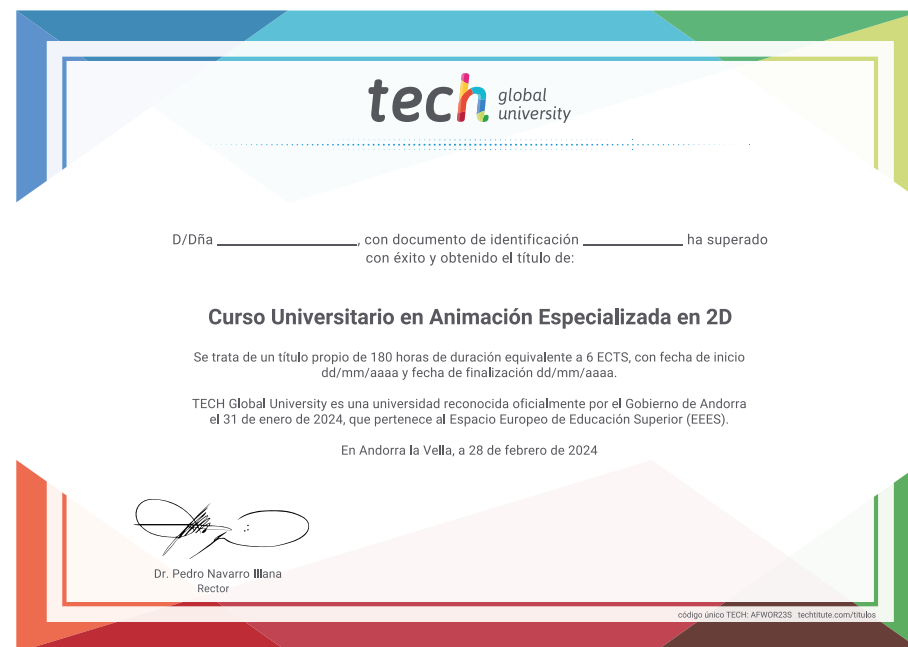 tech global university
D/Dña ____________, con documento de identificación ____________ ha superado
con éxito y obtenido el título de:
Curso Universitario en Animación Especializada en 2D
Se trata de un título propio de 180 horas de duración equivalente a 6 ECTS, con fecha de inicio
dd/mm/aaaa y fecha de finalización dd/mm/aaaa.
TECH Global University es una universidad reconocida oficialmente por el Gobierno de Andorra
el 31 de enero de 2024, que pertenece al Espacio Europeo de Educación Superior (EEES).
En Andorra la Vella, a 28 de febrero de 2024
Dr. Pedro Navarro Illana
Rector
código único TECH: AFWOR23S techtitute.com/titulos